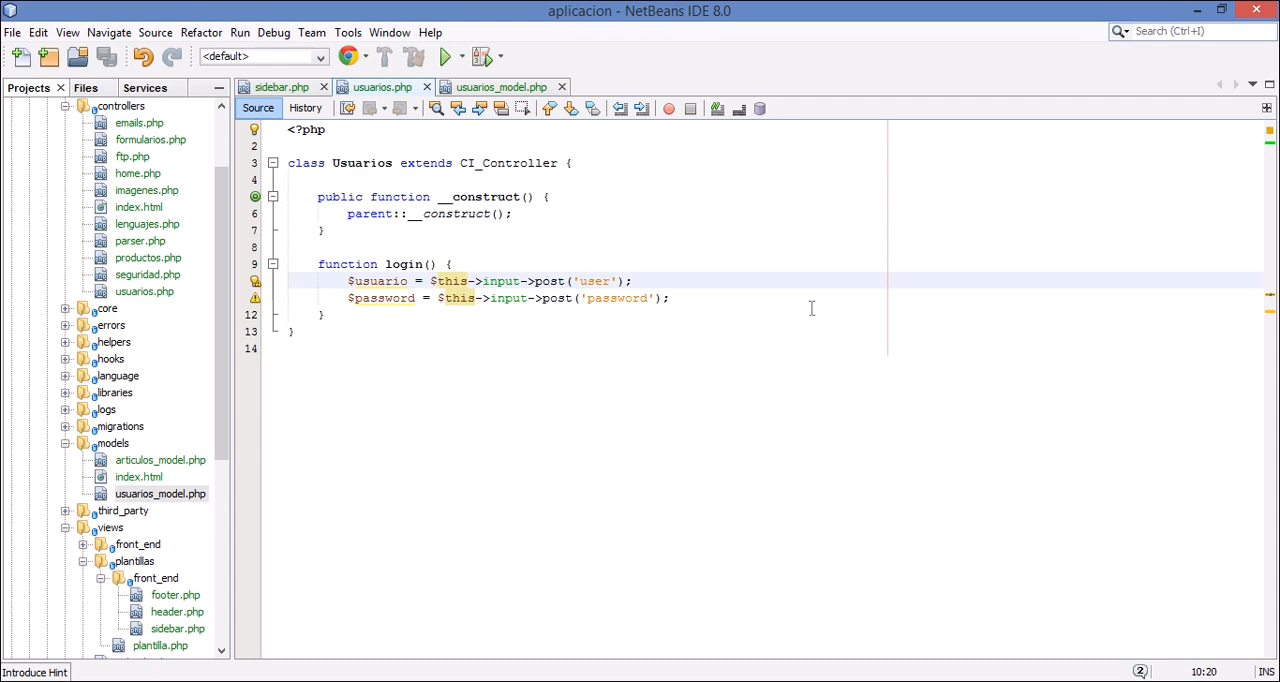 aplicacion - NetBeans IDE 8.0
File Edit View Navigate Source Refactor Run Debug Team Tools Window Help
Search (Ctrl+I)
<default>
Projects Files Services
sidebar.php usuarios.php usuarios_model.php
Source History
controllers
emails.php
formularios.php
ftp.php
home.php
imagenes.php
index.html
lenguajes.php
parser.php
productos.php
seguridad.php
usuarios.php
core
errors
helpers
hooks
language
libraries
logs
migrations
models
articulos_model.php
index.html
usuarios_model.php
third_party
views
front_end
plantillas
front_end
footer.php
header.php
sidebar.php
plantilla.php
<?php
2
3 class Usuarios extends CI_Controller {
4
public function __construct() {
6 parent::__construct();
7 }
8
9 function login() {
$usuario = $this->input->post('user');
$password = $this->input->post('password');
12 }
13 }
14
Introduce Hint
2
10:20 INS